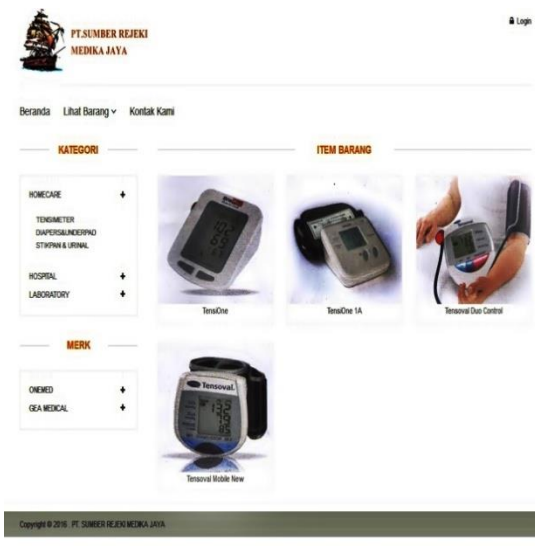 PT.SUMBER REJEKI
MEDIKA JAYA
Login
Beranda Lihat Barang Kontak Kami
KATEGORI
HOMECARE +
TENSIMETER
DIAPERS&UNDERPAD
STIKPAN & URINAL
HOSPITAL +
LABORATORY +
MERK
ONEMED +
GEA MEDICAL +
ITEM BARANG
TensiOne
TensiOne 1A
Tensoval Duo Control
Tensoval.
Tensoval Mobile New
Copyright © 2016 PT. SUMBER REJEKI MEDIKA JAYA